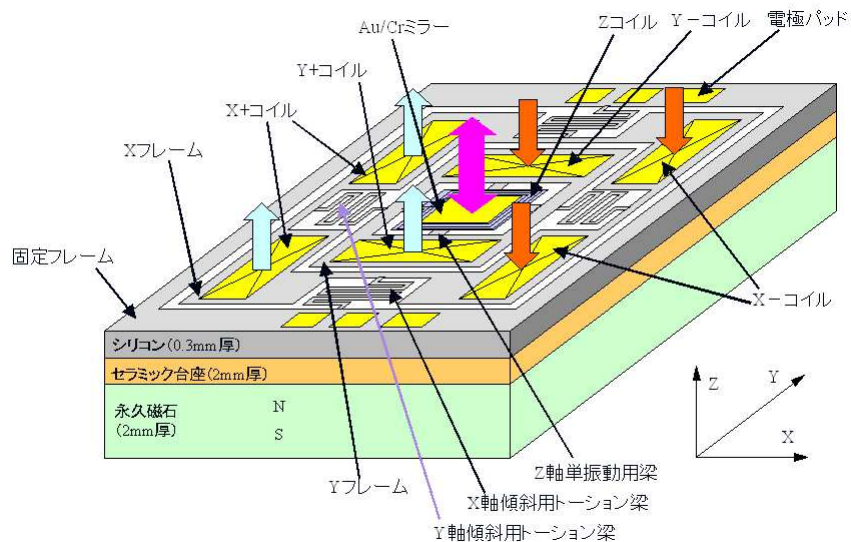 Au/Crミラー
Zコイル
Y－コイル
電極パッド
Y+コイル
X+コイル
Xフレーム
固定フレーム
X－コイル
シリコン(0.3mm厚)
セラミック台座(2mm厚)
永久磁石
(2mm厚)
N
S
Z
Y
X
Z軸単振動用梁
Yフレーム
X軸傾斜用トーション梁
Y軸傾斜用トーション梁